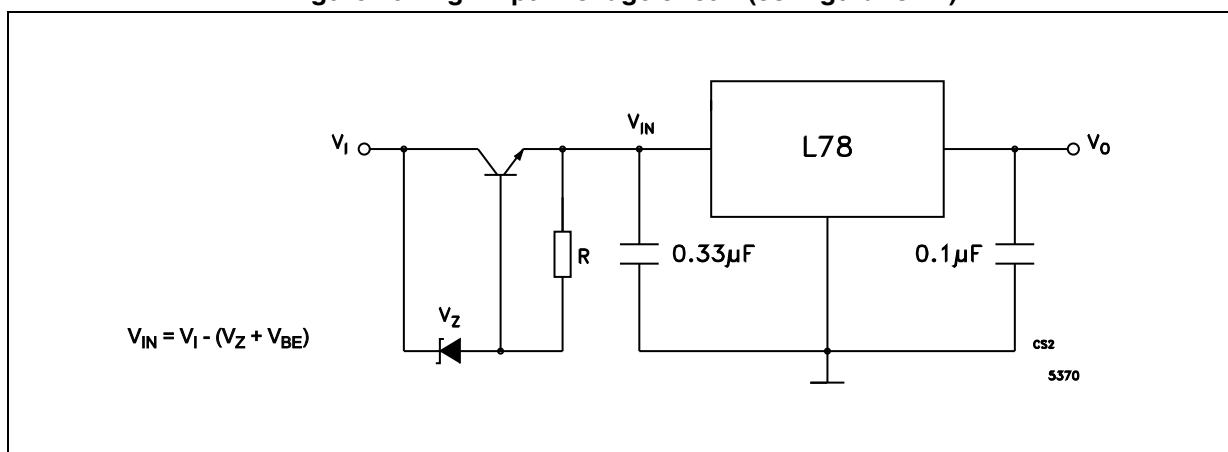 V_IN
V_I
L78
V_O
0.33µF
0.1µF
R
V_Z
V_IN = V_I - (V_Z + V_BE)
CS2
5370